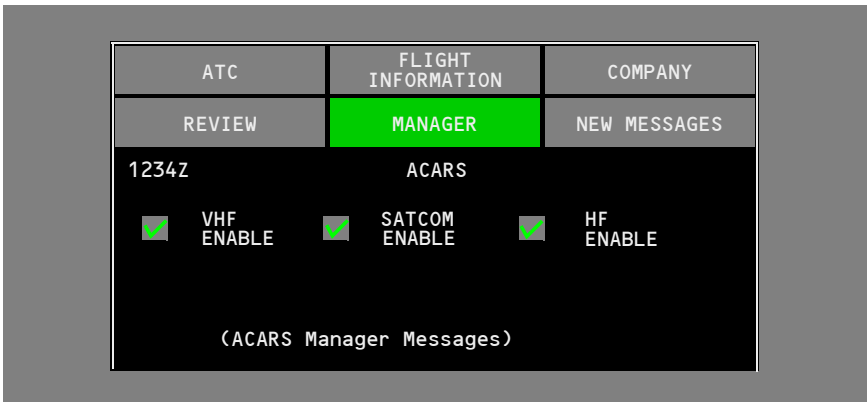 ATC
FLIGHT
INFORMATION
COMPANY
REVIEW
MANAGER
NEW MESSAGES
1234Z
ACARS
VHF
ENABLE
SATCOM
ENABLE
HF
ENABLE
(ACARS Manager Messages)